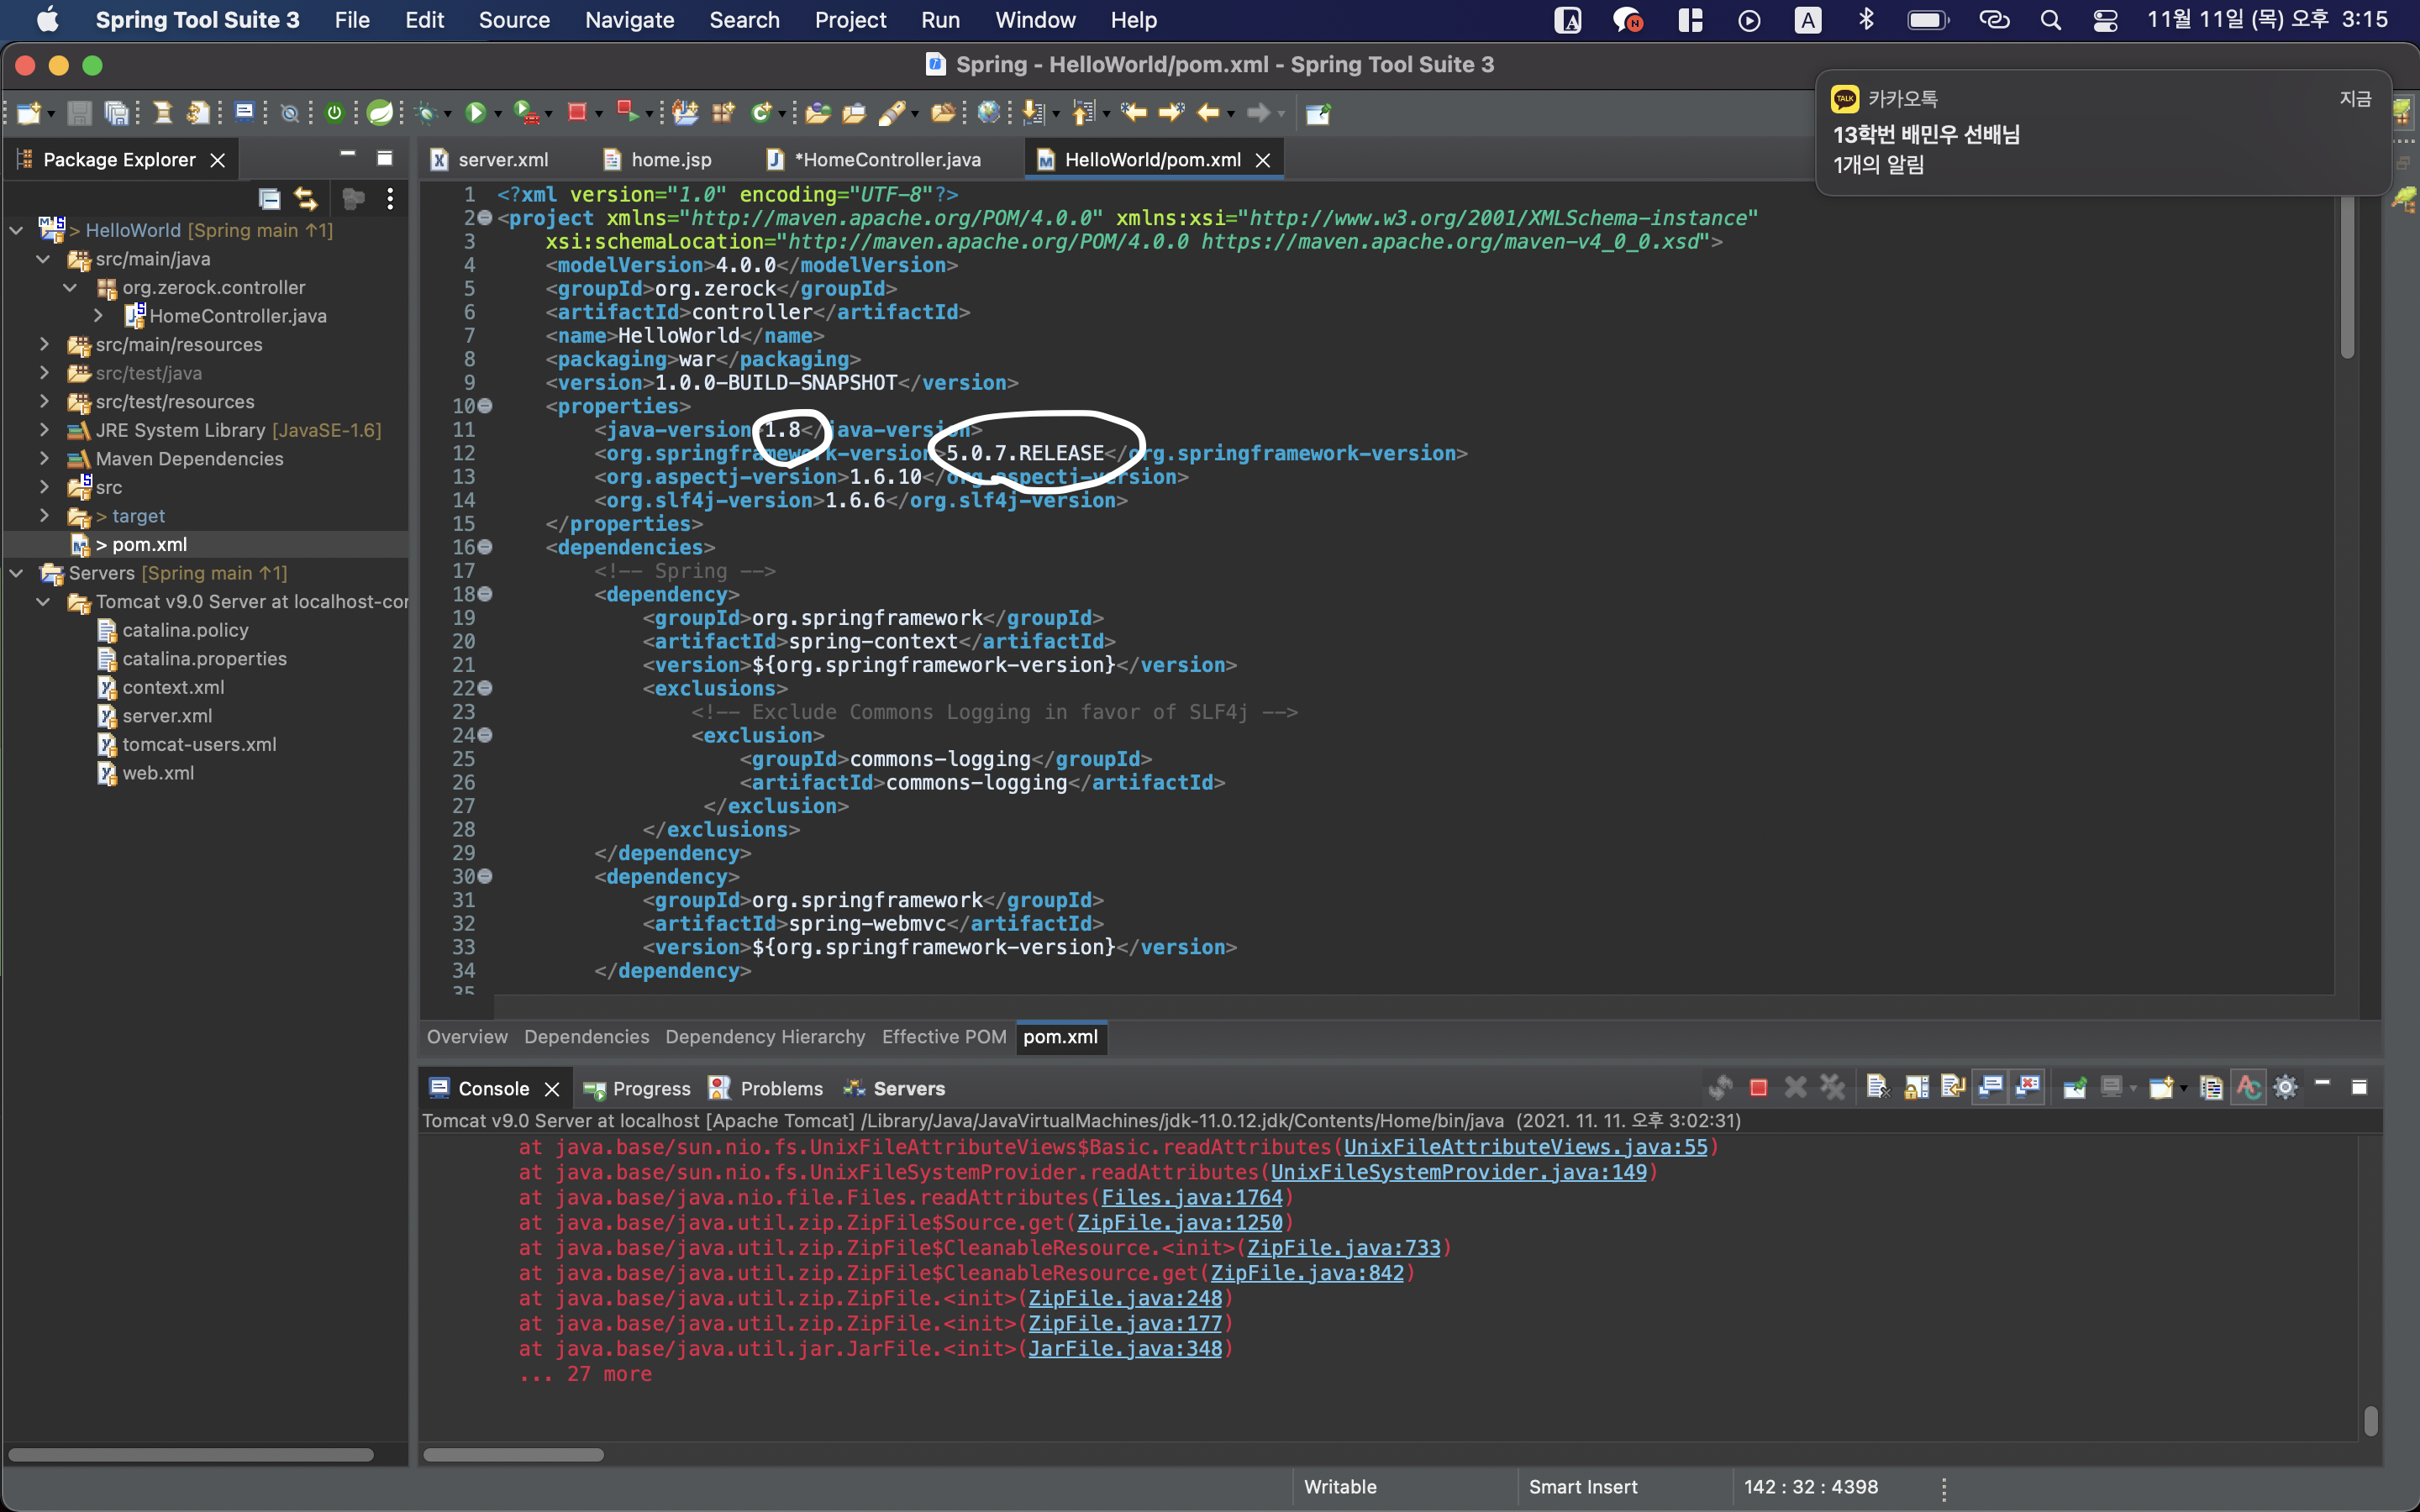 Spring Tool Suite 3 File Edit Source Navigate Search Project Run Window Help 11월 11일 (목) 오후 3:15
Spring - HelloWorld/pom.xml - Spring Tool Suite 3
카카오톡 지금
13학번 배민우 선배님
1개의 알림
Package Explorer
> HelloWorld [Spring main ↑1]
src/main/java
org.zerock.controller
HomeController.java
src/main/resources
src/test/java
src/test/resources
JRE System Library [JavaSE-1.6]
Maven Dependencies
src
> target
> pom.xml
Servers [Spring main ↑1]
Tomcat v9.0 Server at localhost-cor
catalina.policy
catalina.properties
context.xml
server.xml
tomcat-users.xml
web.xml
server.xml home.jsp *HomeController.java HelloWorld/pom.xml
1 <?xml version="1.0" encoding="UTF-8"?>
2 <project xmlns="http://maven.apache.org/POM/4.0.0" xmlns:xsi="http://www.w3.org/2001/XMLSchema-instance"
3 xsi:schemaLocation="http://maven.apache.org/POM/4.0.0 https://maven.apache.org/maven-v4_0_0.xsd">
4 <modelVersion>4.0.0</modelVersion>
5 <groupId>org.zerock</groupId>
6 <artifactId>controller</artifactId>
7 <name>HelloWorld</name>
8 <packaging>war</packaging>
9 <version>1.0.0-BUILD-SNAPSHOT</version>
10 <properties>
11 <java-version>1.8</java-version>
12 <org.springframework-version>5.0.7.RELEASE</org.springframework-version>
13 <org.aspectj-version>1.6.10</org.aspectj-version>
14 <org.slf4j-version>1.6.6</org.slf4j-version>
15 </properties>
16 <dependencies>
17 <!-- Spring -->
18 <dependency>
19 <groupId>org.springframework</groupId>
20 <artifactId>spring-context</artifactId>
21 <version>${org.springframework-version}</version>
22 <exclusions>
23 <!-- Exclude Commons Logging in favor of SLF4j -->
24 <exclusion>
25 <groupId>commons-logging</groupId>
26 <artifactId>commons-logging</artifactId>
27 </exclusion>
28 </exclusions>
29 </dependency>
30 <dependency>
31 <groupId>org.springframework</groupId>
32 <artifactId>spring-webmvc</artifactId>
33 <version>${org.springframework-version}</version>
34 </dependency>
35
Overview Dependencies Dependency Hierarchy Effective POM pom.xml
Console Progress Problems Servers
Tomcat v9.0 Server at localhost [Apache Tomcat] /Library/Java/JavaVirtualMachines/jdk-11.0.12.jdk/Contents/Home/bin/java (2021. 11. 11. 오후 3:02:31)
at java.base/sun.nio.fs.UnixFileAttributeViews$Basic.readAttributes(UnixFileAttributeViews.java:55)
at java.base/sun.nio.fs.UnixFileSystemProvider.readAttributes(UnixFileSystemProvider.java:149)
at java.base/java.nio.file.Files.readAttributes(Files.java:1764)
at java.base/java.util.zip.ZipFile$Source.get(ZipFile.java:1250)
at java.base/java.util.zip.ZipFile$CleanableResource.<init>(ZipFile.java:733)
at java.base/java.util.zip.ZipFile$CleanableResource.get(ZipFile.java:842)
at java.base/java.util.zip.ZipFile.<init>(ZipFile.java:248)
at java.base/java.util.zip.ZipFile.<init>(ZipFile.java:177)
at java.base/java.util.jar.JarFile.<init>(JarFile.java:348)
... 27 more
Writable Smart Insert 142 : 32 : 4398